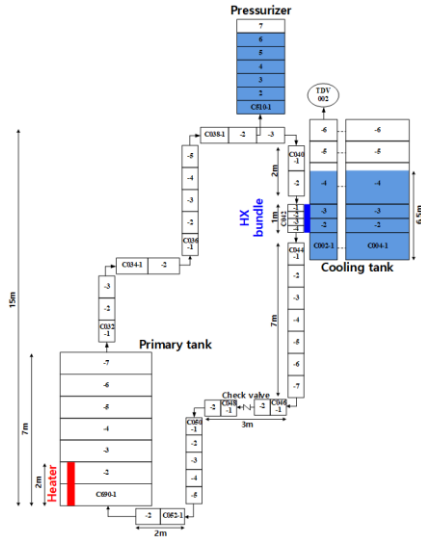 Pressurizer
7
6
5
4
3
2
C510-1
TDV
002
C038-1
-2
-3
-6
-6
-5
-5
-4
-4
-3
-3
-2
-2
C002-1
C004-1
6.5m
Cooling tank
C040
-1
-2
2m
C042
1m
HX
bundle
C044
-1
-2
-3
-4
-5
-6
-7
7m
-5
-4
-3
-2
C036
-1
C034-1
-2
-3
-2
C032
-1
15m
Primary tank
-7
-6
-5
-4
-3
-2
C690-1
7m
2m
Heater
Check valve
-2
C048
-1
-2
C046
-1
3m
C050
-1
-2
-3
-4
-5
-2
C052-1
2m